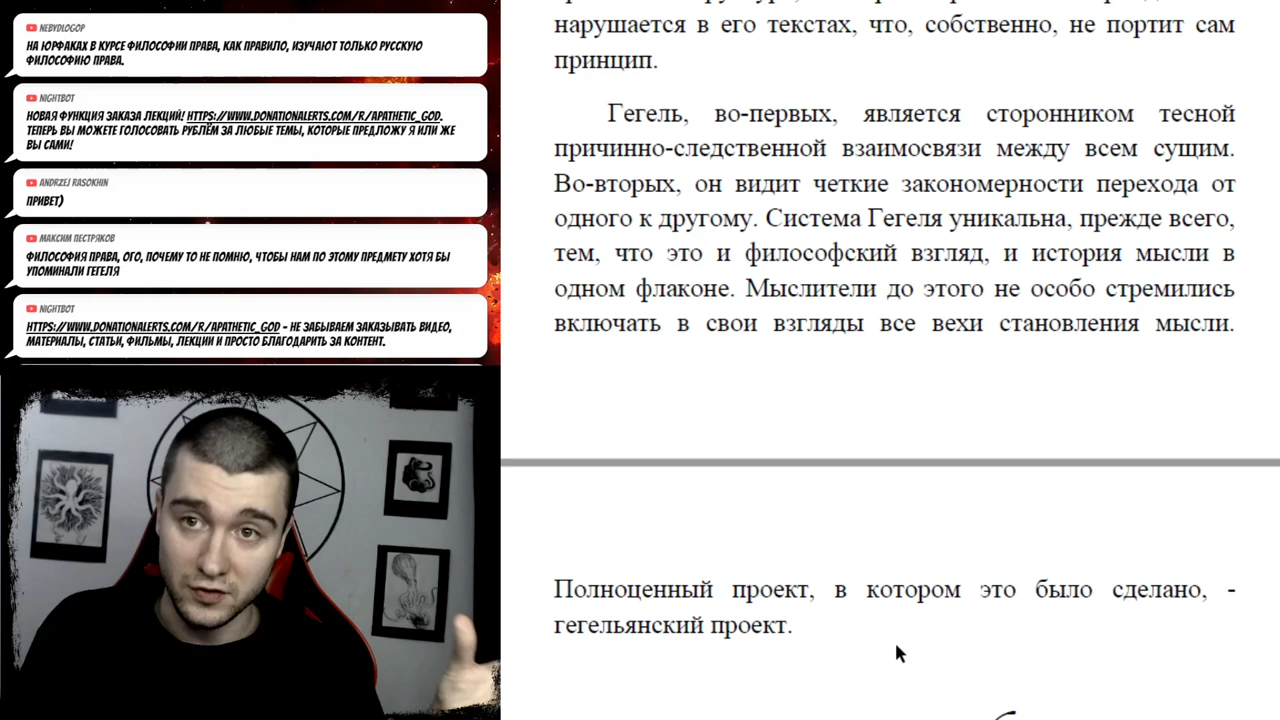 NEBYDLOGOP
НА ЮРФАКАХ В КУРСЕ ФИЛОСОФИИ ПРАВА, КАК ПРАВИЛО, ИЗУЧАЮТ ТОЛЬКО РУССКУЮ
ФИЛОСОФИЮ ПРАВА.
NIGHTBOT
НОВАЯ ФУНКЦИЯ ЗАКАЗА ЛЕКЦИЙ! HTTPS://WWW.DONATIONALERTS.COM/R/APATHETIC_GOD.
ТЕПЕРЬ ВЫ МОЖЕТЕ ГОЛОСОВАТЬ РУБЛЁМ ЗА ЛЮБЫЕ ТЕМЫ, КОТОРЫЕ ПРЕДЛОЖУ Я ИЛИ ЖЕ
ВЫ САМИ!
ANDRZEJ RASOKHIN
ПРИВЕТ)
МАКСИМ ПЕСТРЯКОВ
ФИЛОСОФИЯ ПРАВА, ОГО, ПОЧЕМУ ТО НЕ ПОМНЮ, ЧТОБЫ НАМ ПО ЭТОМУ ПРЕДМЕТУ ХОТЯ БЫ
УПОМИНАЛИ ГЕГЕЛЯ
NIGHTBOT
HTTPS://WWW.DONATIONALERTS.COM/R/APATHETIC_GOD - НЕ ЗАБЫВАЕМ ЗАКАЗЫВАТЬ ВИДЕО,
МАТЕРИАЛЫ, СТАТЬИ, ФИЛЬМЫ, ЛЕКЦИИ И ПРОСТО БЛАГОДАРИТЬ ЗА КОНТЕНТ.
нарушается в его текстах, что, собственно, не портит сам
принцип.
Гегель, во-первых, является сторонником тесной
причинно-следственной взаимосвязи между всем сущим.
Во-вторых, он видит четкие закономерности перехода от
одного к другому. Система Гегеля уникальна, прежде всего,
тем, что это и философский взгляд, и история мысли в
одном флаконе. Мыслители до этого не особо стремились
включать в свои взгляды все вехи становления мысли.
Полноценный проект, в котором это было сделано, -
гегельянский проект.